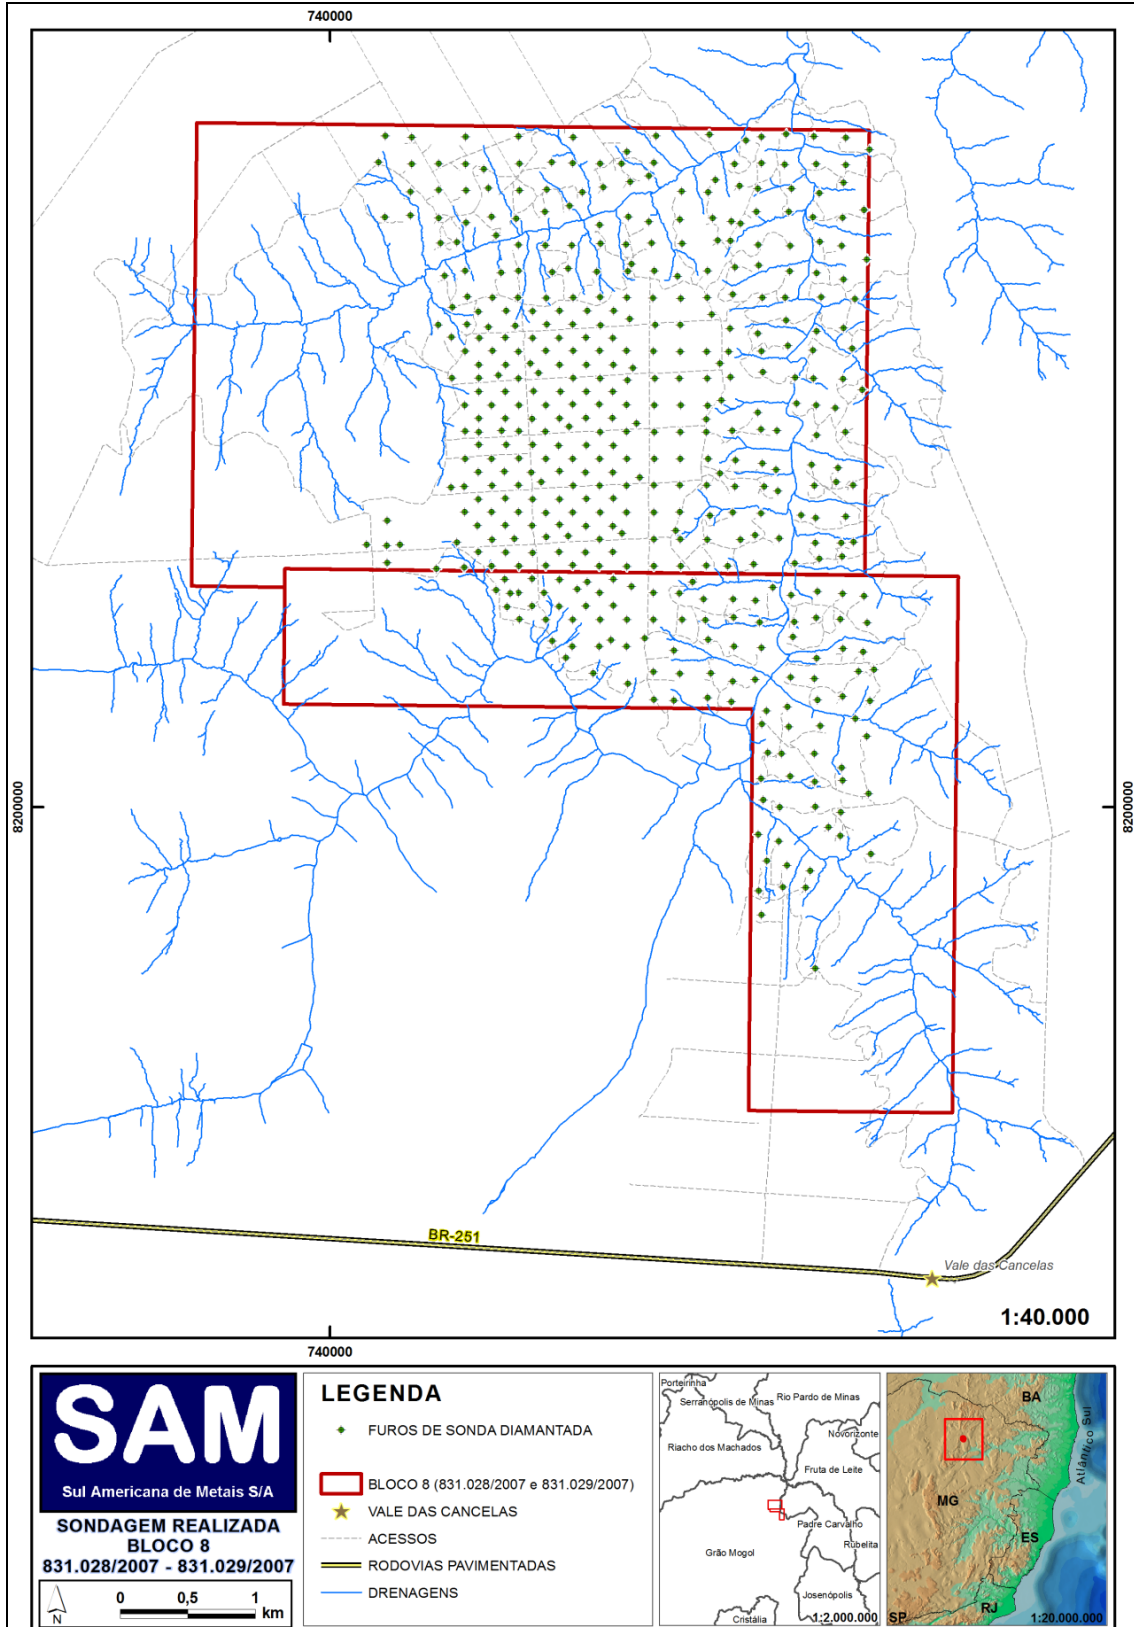 740000
8200000
8200000
BR-251
Vale das Cancelas
1:40.000
740000
SAM
Sul Americana de Metais S/A
SONDAGEM REALIZADA
BLOCO 8
831.028/2007 - 831.029/2007
N
0 0,5 1
km
LEGENDA
FUROS DE SONDA DIAMANTADA
BLOCO 8 (831.028/2007 e 831.029/2007)
VALE DAS CANCELAS
ACESSOS
RODOVIAS PAVIMENTADAS
DRENAGENS
Porteirinha
Serranópolis de Minas
Rio Pardo de Minas
Novorizonte
Riacho dos Machados
Fruta de Leite
Padre Carvalho
Rubelita
Grão Mogol
Josenópolis
Cristália
1:2.000.000
BA
Atlântico Sul
MG
ES
RJ
SP
1:20.000.000